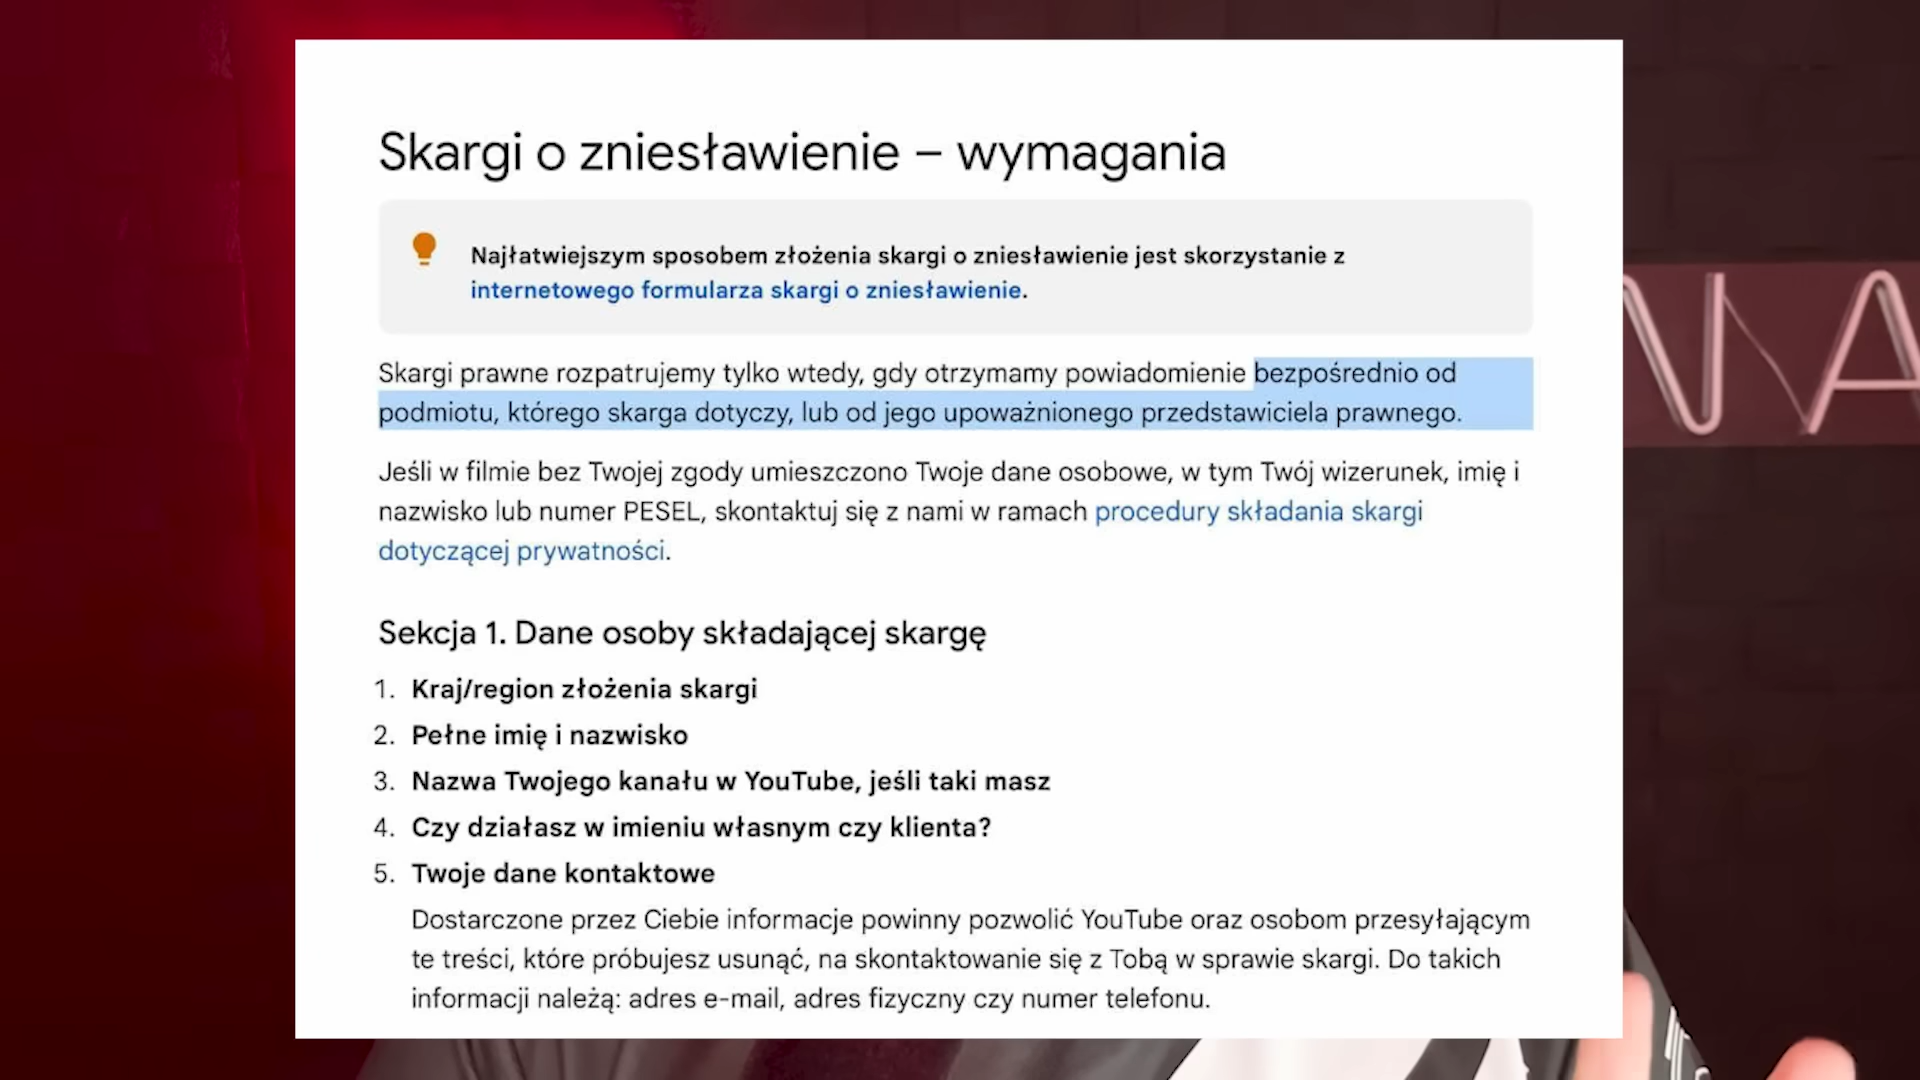 Skargi o zniesławienie – wymagania
Najłatwiejszym sposobem złożenia skargi o zniesławienie jest skorzystanie z
internetowego formularza skargi o zniesławienie.
Skargi prawne rozpatrujemy tylko wtedy, gdy otrzymamy powiadomienie bezpośrednio od
podmiotu, którego skarga dotyczy, lub od jego upoważnionego przedstawiciela prawnego.
Jeśli w filmie bez Twojej zgody umieszczono Twoje dane osobowe, w tym Twój wizerunek, imię i
nazwisko lub numer PESEL, skontaktuj się z nami w ramach procedury składania skargi
dotyczącej prywatności.
Sekcja 1. Dane osoby składającej skargę
1. Kraj/region złożenia skargi
2. Pełne imię i nazwisko
3. Nazwa Twojego kanału w YouTube, jeśli taki masz
4. Czy działasz w imieniu własnym czy klienta?
5. Twoje dane kontaktowe
Dostarczone przez Ciebie informacje powinny pozwolić YouTube oraz osobom przesyłającym
te treści, które próbujesz usunąć, na skontaktowanie się z Tobą w sprawie skargi. Do takich
informacji należą: adres e-mail, adres fizyczny czy numer telefonu.